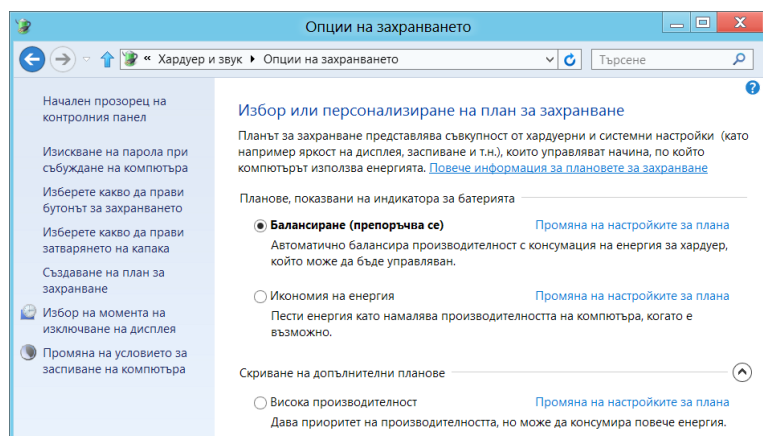 Опции на захранването
« Хардуер и звук ▸ Опции на захранването
Търсене
Начален прозорец на
контролния панел
Изискване на парола при
събуждане на компютъра
Изберете какво да прави
бутонът за захранването
Изберете какво да прави
затварянето на капака
Създаване на план за
захранване
Избор на момента на
изключване на дисплея
Промяна на условието за
заспиване на компютъра
Избор или персонализиране на план за захранване
Планът за захранване представлява съвкупност от хардуерни и системни настройки (като
например яркост на дисплея, заспиване и т.н.), които управляват начина, по който
компютърът използва енергията. Повече информация за плановете за захранване
Планове, показвани на индикатора за батерията
Балансиране (препоръчва се) Промяна на настройките за плана
Автоматично балансира производителност с консумация на енергия за хардуер,
който може да бъде управляван.
Икономия на енергия Промяна на настройките за плана
Пести енергия като намалява производителността на компютъра, когато е
възможно.
Скриване на допълнителни планове
Висока производителност Промяна на настройките за плана
Дава приоритет на производителността, но може да консумира повече енергия.